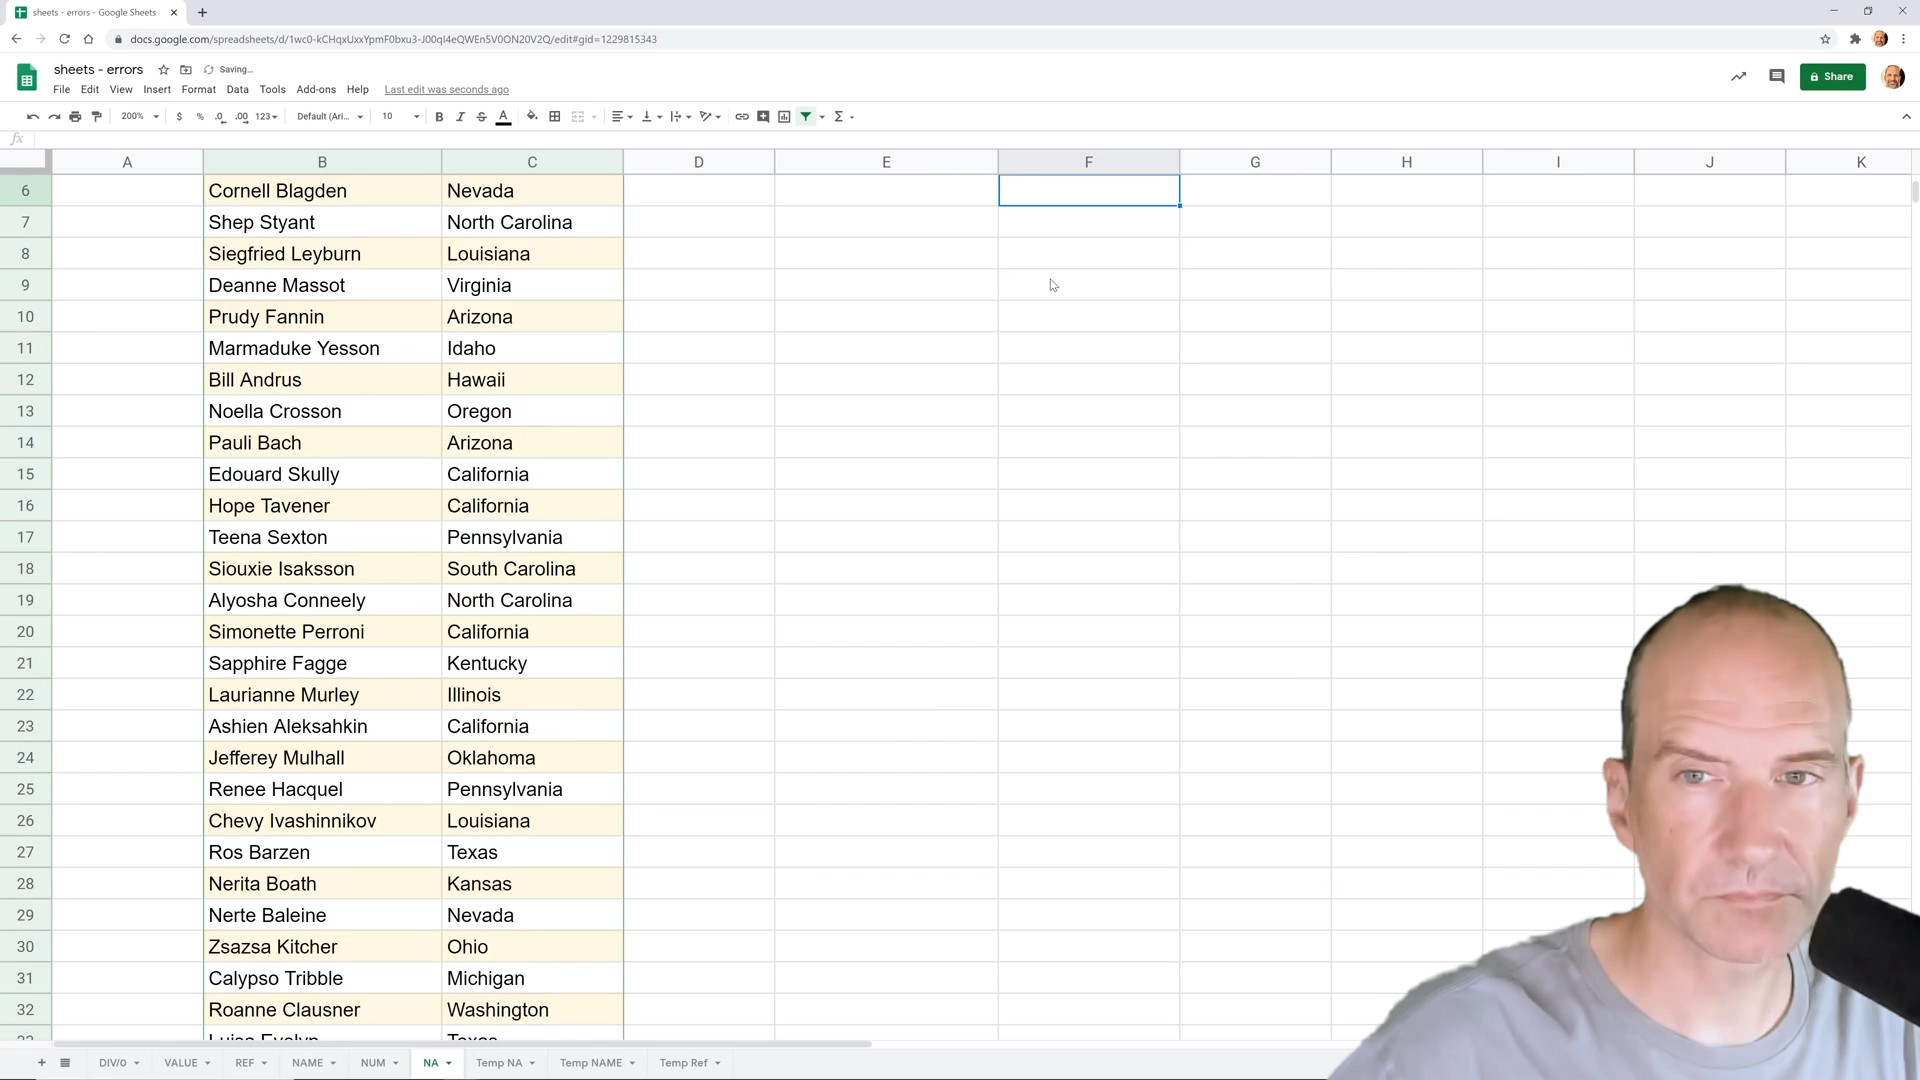 sheets - errors - Google Sheets
docs.google.com/spreadsheets/d/1wc0-kCHqxUxxYpmF0bxu3-J00qI4eQWEn5V0ON20V2Q/edit#gid=1229815343
sheets - errors Saving...
File Edit View Insert Format Data Tools Add-ons Help Last edit was seconds ago
Share
200% $ % .0 .00 123 Default (Ari... 10 B I S A Σ
fx
A B C D E F G H I J K
6 Cornell Blagden Nevada
7 Shep Styant North Carolina
8 Siegfried Leyburn Louisiana
9 Deanne Massot Virginia
10 Prudy Fannin Arizona
11 Marmaduke Yesson Idaho
12 Bill Andrus Hawaii
13 Noella Crosson Oregon
14 Pauli Bach Arizona
15 Edouard Skully California
16 Hope Tavener California
17 Teena Sexton Pennsylvania
18 Siouxie Isaksson South Carolina
19 Alyosha Conneely North Carolina
20 Simonette Perroni California
21 Sapphire Fagge Kentucky
22 Laurianne Murley Illinois
23 Ashien Aleksahkin California
24 Jefferey Mulhall Oklahoma
25 Renee Hacquel Pennsylvania
26 Chevy Ivashinnikov Louisiana
27 Ros Barzen Texas
28 Nerita Boath Kansas
29 Nerte Baleine Nevada
30 Zsazsa Kitcher Ohio
31 Calypso Tribble Michigan
32 Roanne Clausner Washington
DIV/0 VALUE REF NAME NUM NA Temp NA Temp NAME Temp Ref